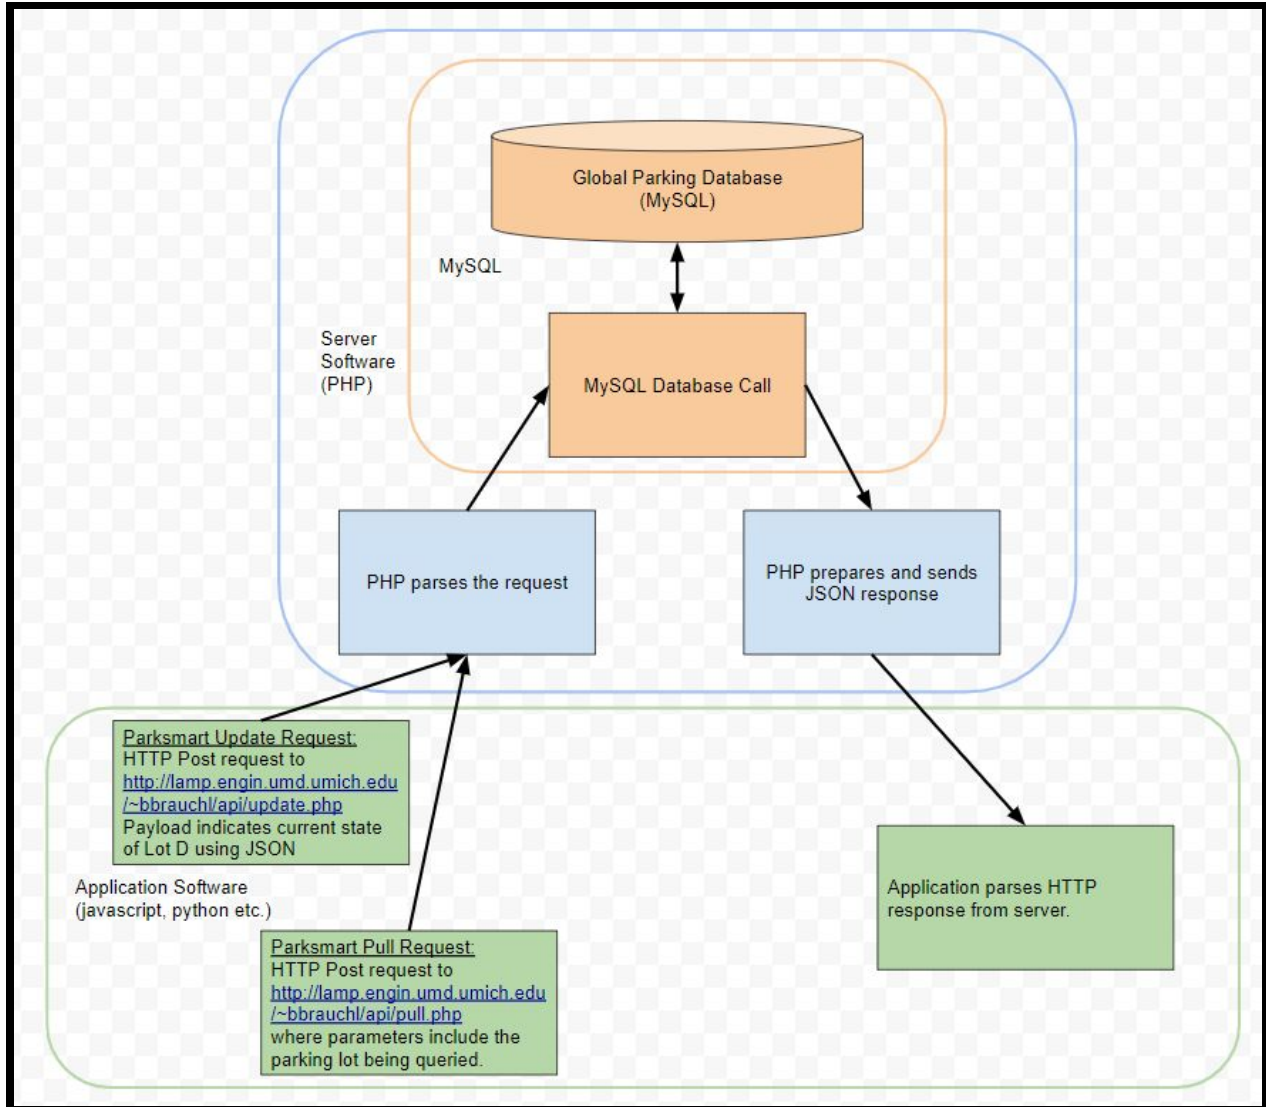 Global Parking Database
(MySQL)
MySQL
Server
Software
(PHP)
MySQL Database Call
PHP parses the request
PHP prepares and sends
JSON response
Parksmart Update Request:
HTTP Post request to
http://lamp.engin.umd.umich.edu
/~bbrauchl/api/update.php
Payload indicates current state
of Lot D using JSON
Application Software
(javascript, python etc.)
Parksmart Pull Request:
HTTP Post request to
http://lamp.engin.umd.umich.edu
/~bbrauchl/api/pull.php
where parameters include the
parking lot being queried.
Application parses HTTP
response from server.